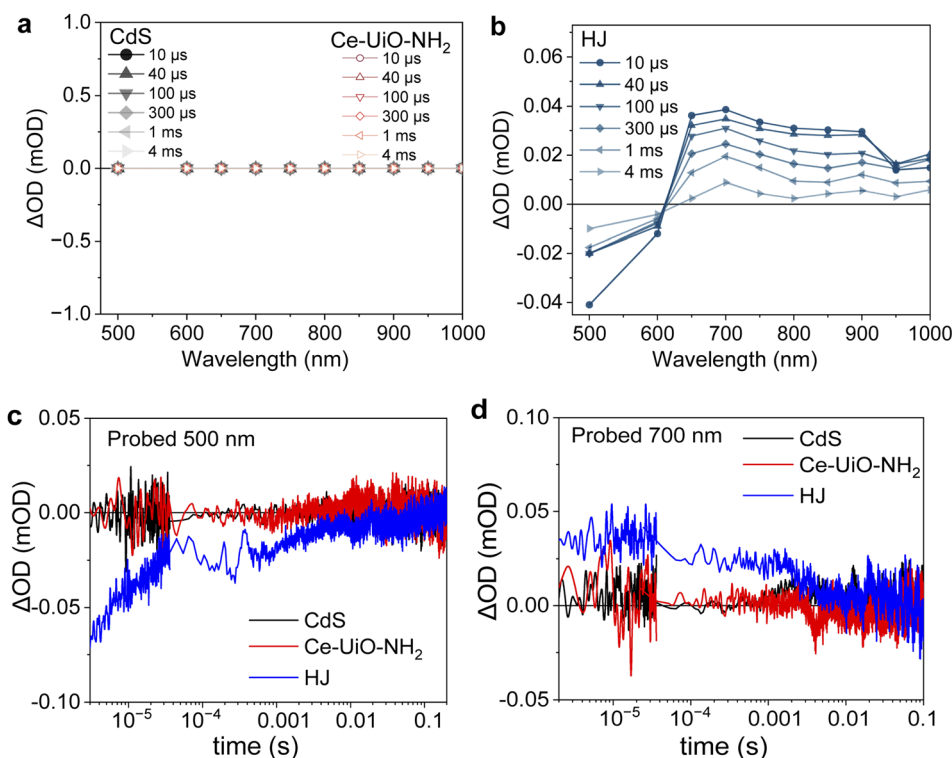 a
CdS
10 µs
40 µs
100 µs
300 µs
1 ms
4 ms
Ce-UiO-NH2
10 µs
40 µs
100 µs
300 µs
1 ms
4 ms
1.0
0.5
0.0
-0.5
-1.0
ΔOD (mOD)
500 600 700 800 900 1000
Wavelength (nm)
b
HJ
10 µs
40 µs
100 µs
300 µs
1 ms
4 ms
0.06
0.04
0.02
0.00
-0.02
-0.04
ΔOD (mOD)
500 600 700 800 900 1000
Wavelength (nm)
c
Probed 500 nm
CdS
Ce-UiO-NH2
HJ
0.05
0.00
-0.05
-0.10
ΔOD (mOD)
10−5 10−4 0.001 0.01 0.1
time (s)
d
Probed 700 nm
CdS
Ce-UiO-NH2
HJ
0.10
0.05
0.00
-0.05
ΔOD (mOD)
10−5 10−4 0.001 0.01 0.1
time (s)